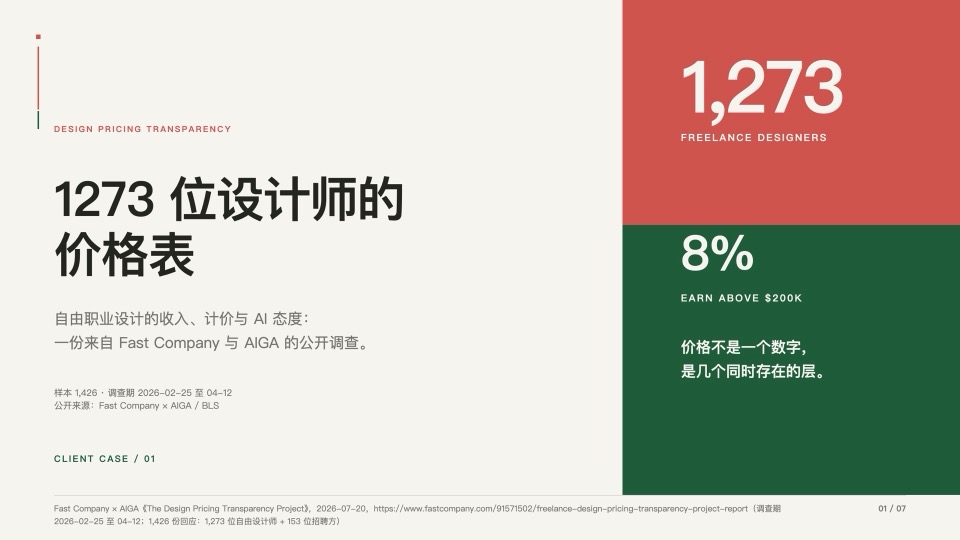 DESIGN PRICING TRANSPARENCY
1273 位设计师的
价格表
自由职业设计的收入、计价与 AI 态度：
一份来自 Fast Company 与 AIGA 的公开调查。
样本 1,426 · 调查期 2026-02-25 至 04-12
公开来源：Fast Company × AIGA / BLS
CLIENT CASE / 01
1,273
FREELANCE DESIGNERS
8%
EARN ABOVE $200K
价格不是一个数字，
是几个同时存在的层。
Fast Company × AIGA《The Design Pricing Transparency Project》，2026-07-20，https://www.fastcompany.com/91571502/freelance-design-pricing-transparency-project-report（调查期
2026-02-25 至 04-12；1,426 份回应：1,273 位自由设计师 + 153 位招聘方）
01 / 07